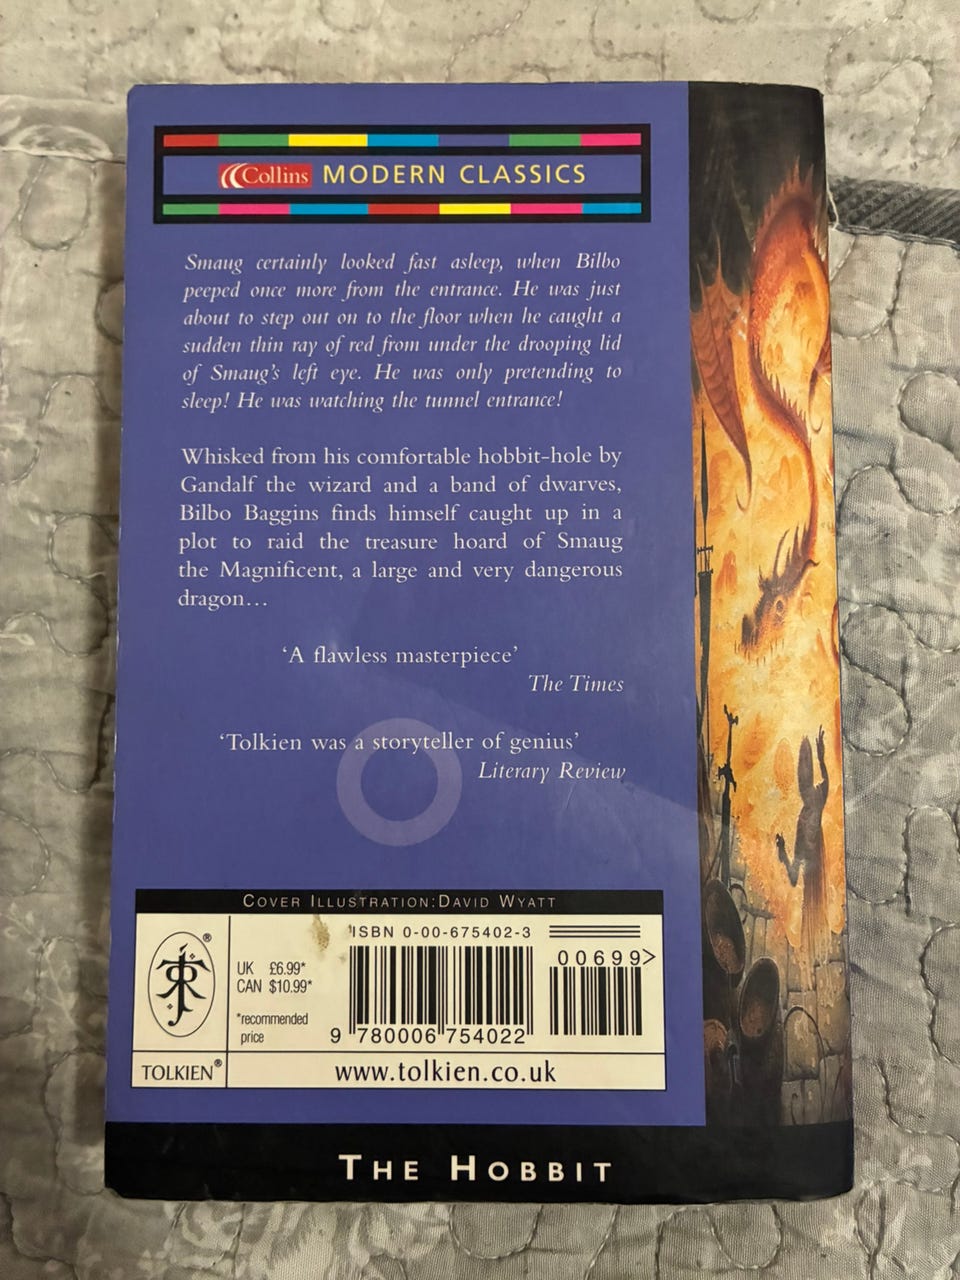 Collins MODERN CLASSICS
Smaug certainly looked fast asleep, when Bilbo
peeped once more from the entrance. He was just
about to step out on to the floor when he caught a
sudden thin ray of red from under the drooping lid
of Smaug's left eye. He was only pretending to
sleep! He was watching the tunnel entrance!
Whisked from his comfortable hobbit-hole by
Gandalf the wizard and a band of dwarves,
Bilbo Baggins finds himself caught up in a
plot to raid the treasure hoard of Smaug
the Magnificent, a large and very dangerous
dragon...
‘A flawless masterpiece’
The Times
‘Tolkien was a storyteller of genius’
Literary Review
COVER ILLUSTRATION: DAVID WYATT
ISBN 0-00-675402-3
00699>
®
UK £6.99*
CAN $10.99*
*recommended
price
9 780006 754022
TOLKIEN®
www.tolkien.co.uk
THE HOBBIT